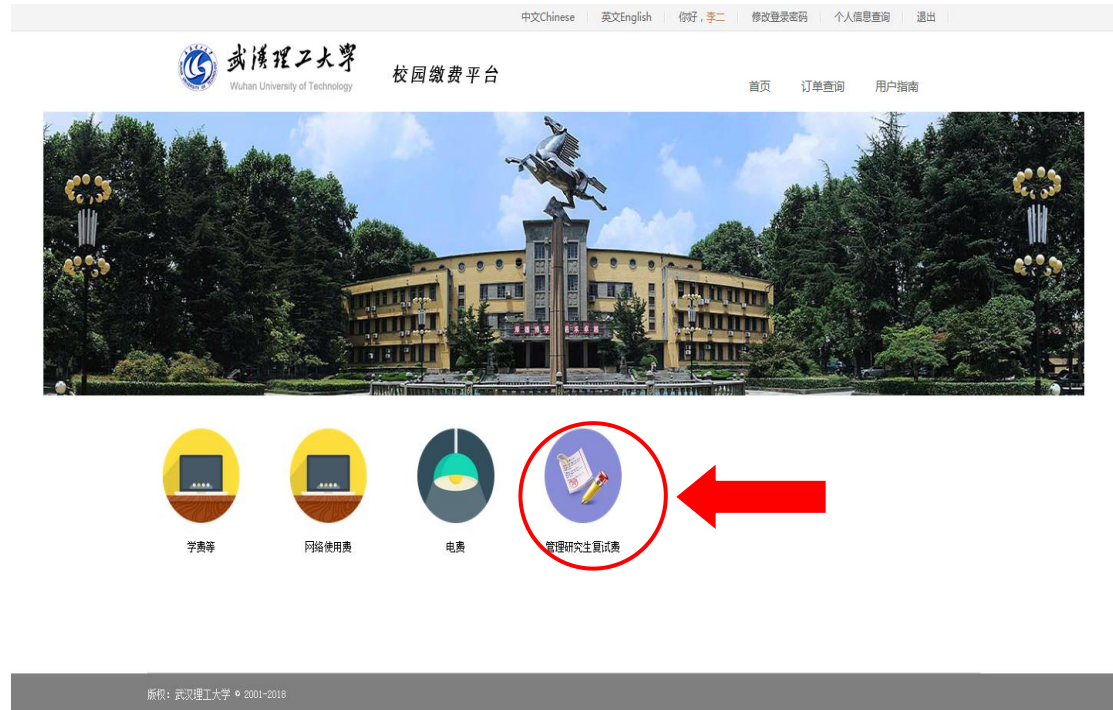 中文Chinese 英文English 你好，李二 修改登录密码 个人信息查询 退出
武汉理工大学
Wuhan University of Technology
校园缴费平台
首页 订单查询 用户指南
学费等 网络使用费 电费 管理研究生复试费
版权：武汉理工大学 © 2001-2018